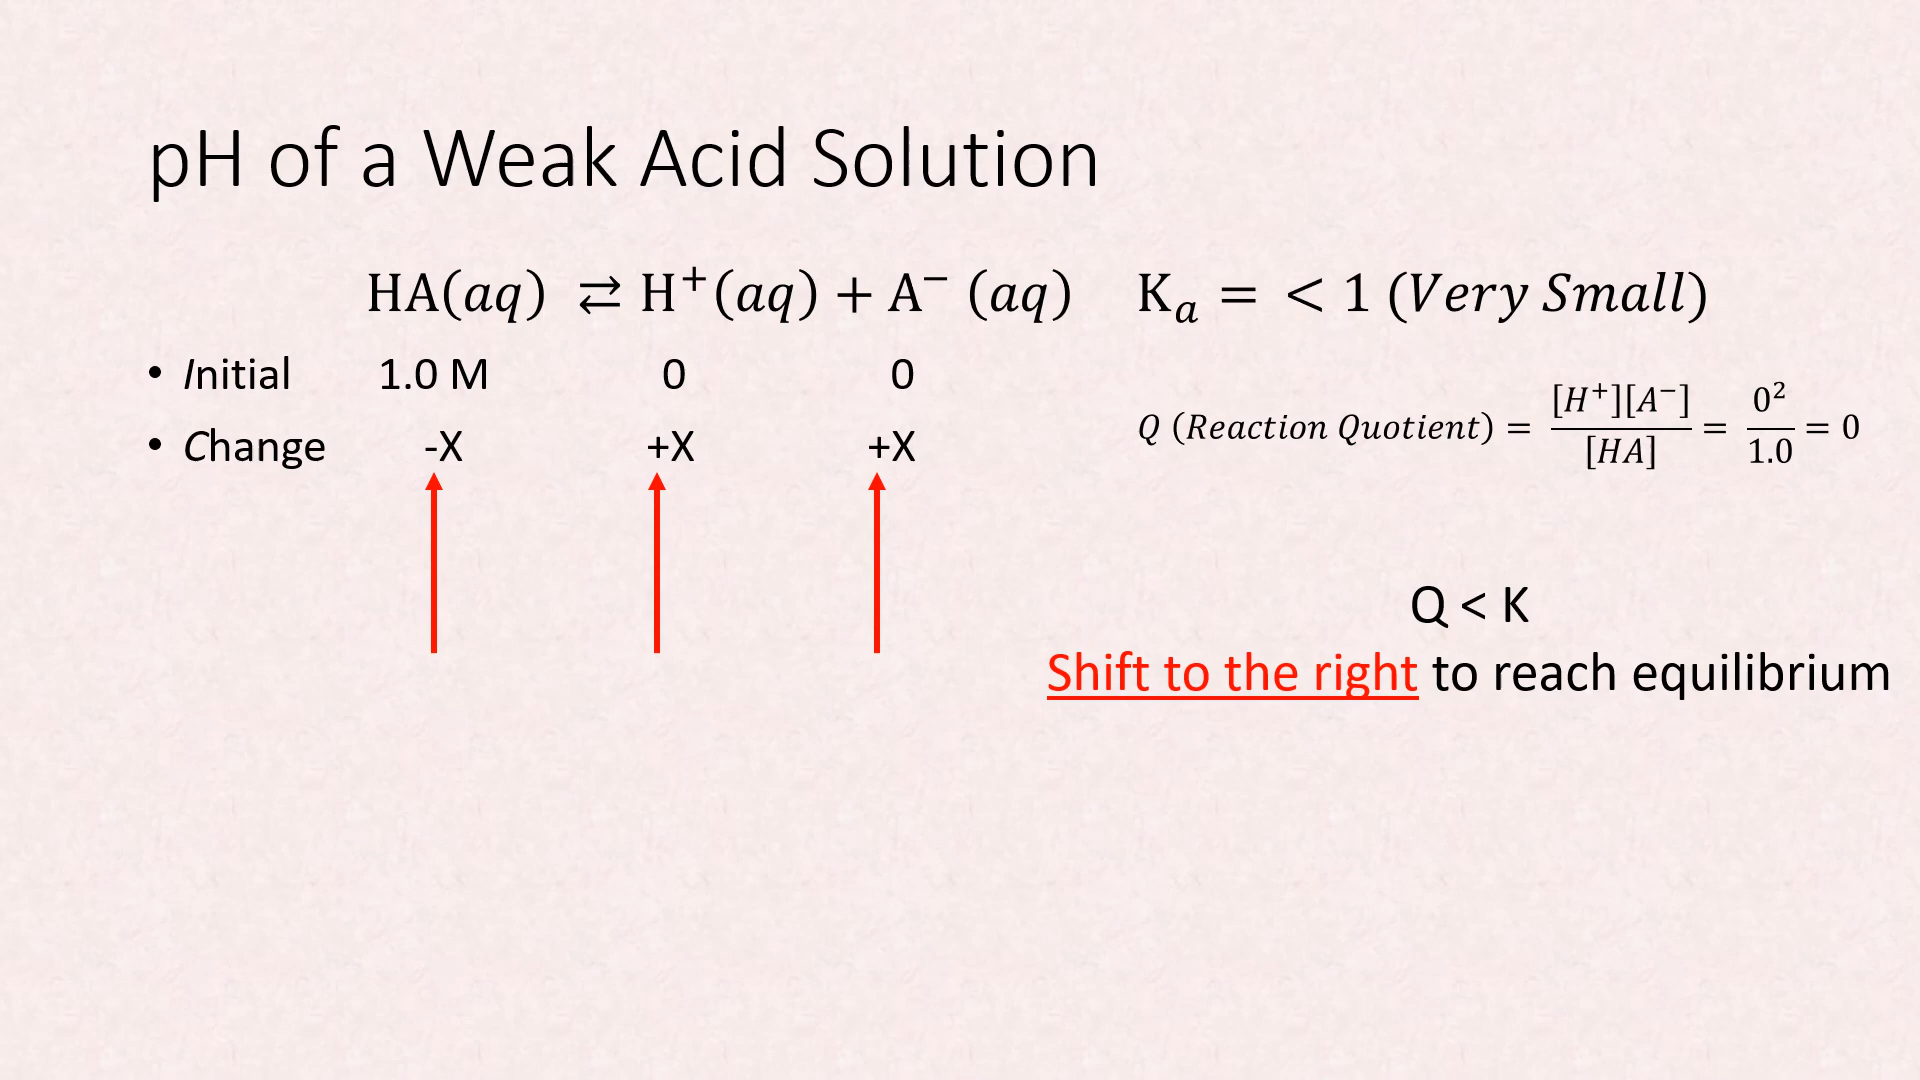 pH of a Weak Acid Solution
HA(aq) ⇄ H⁺(aq) + A⁻ (aq) Kₐ = < 1 (Very Small)
• Initial 1.0 M 0 0
Q (Reaction Quotient) = [H⁺][A⁻] / [HA] = 0² / 1.0 = 0
• Change -X +X +X
Q < K
Shift to the right to reach equilibrium